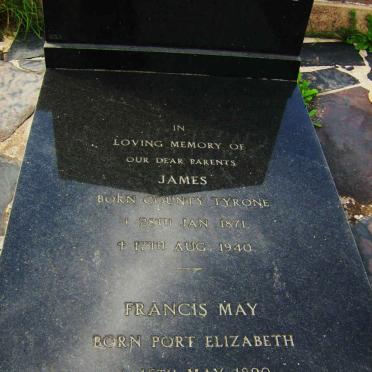 IN
LOVING MEMORY OF
OUR DEAR PARENTS
JAMES
BORN COUNTY TYRONE
28TH JAN 1871
✝ 17TH AUG. 1940
FRANCIS MAY
BORN PORT ELIZABETH
MAY